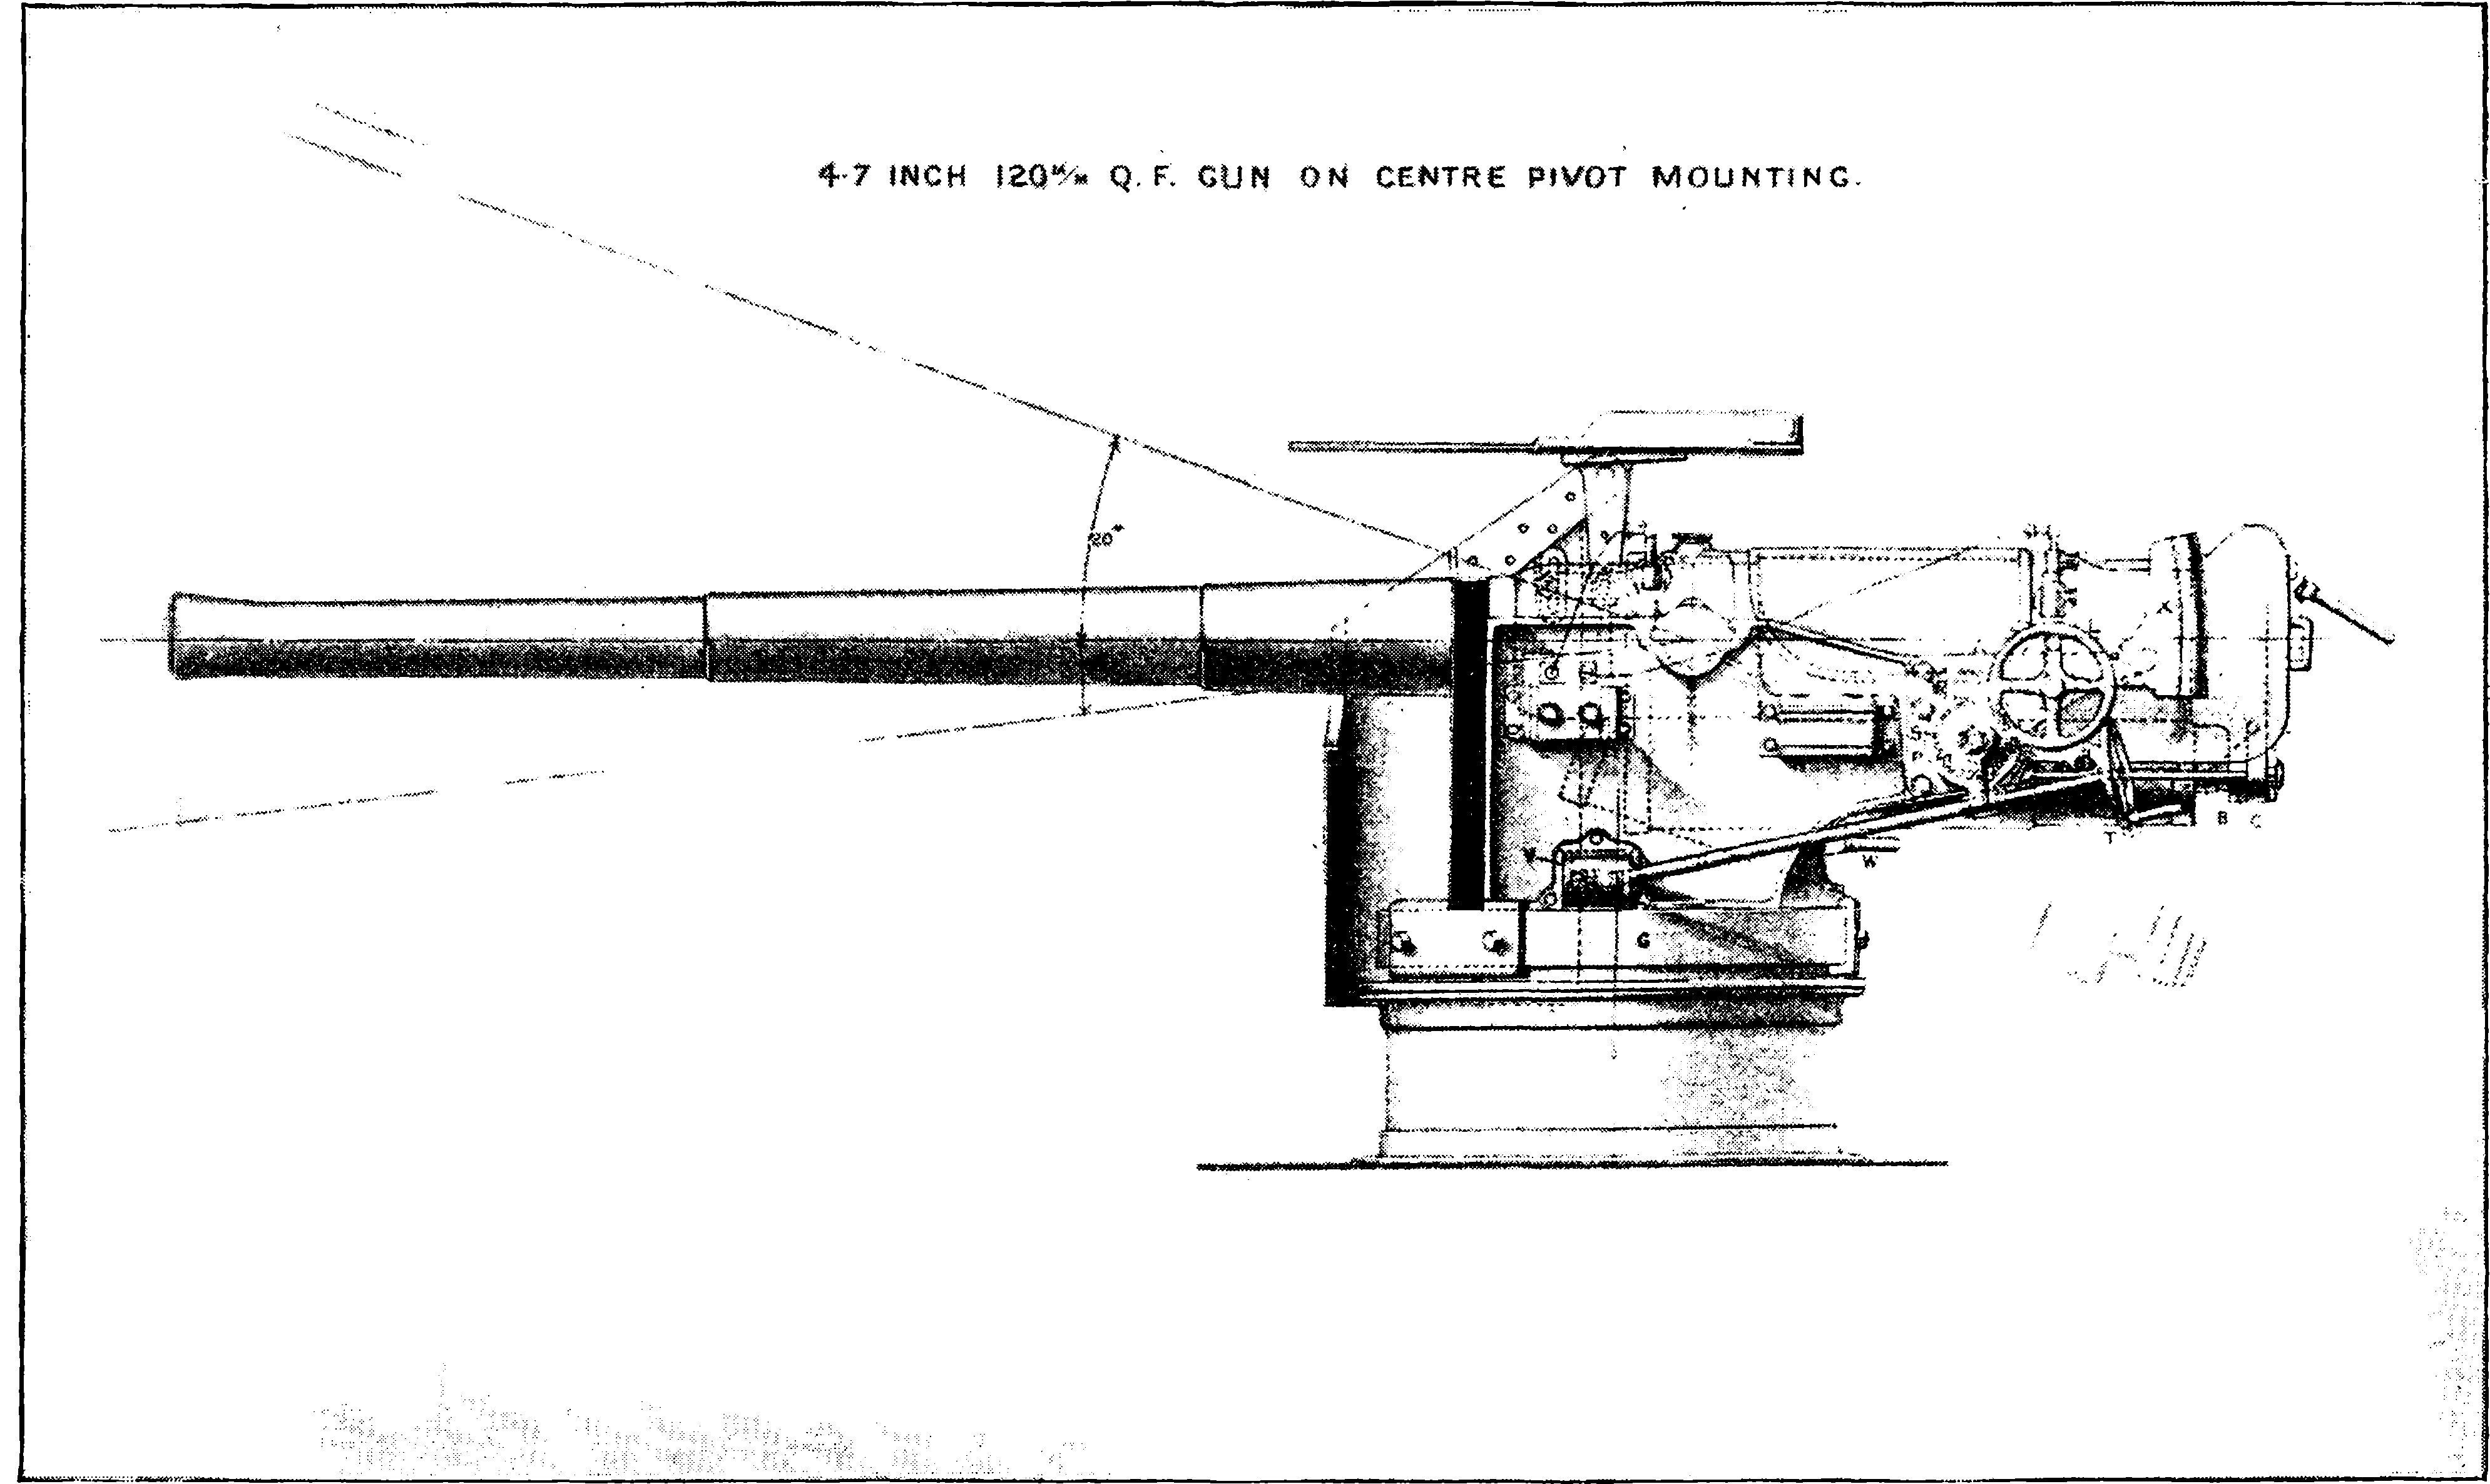 4·7 INCH 120 M/M Q. F. GUN ON CENTRE PIVOT MOUNTING.
20°
X
S
B C
T
W
G